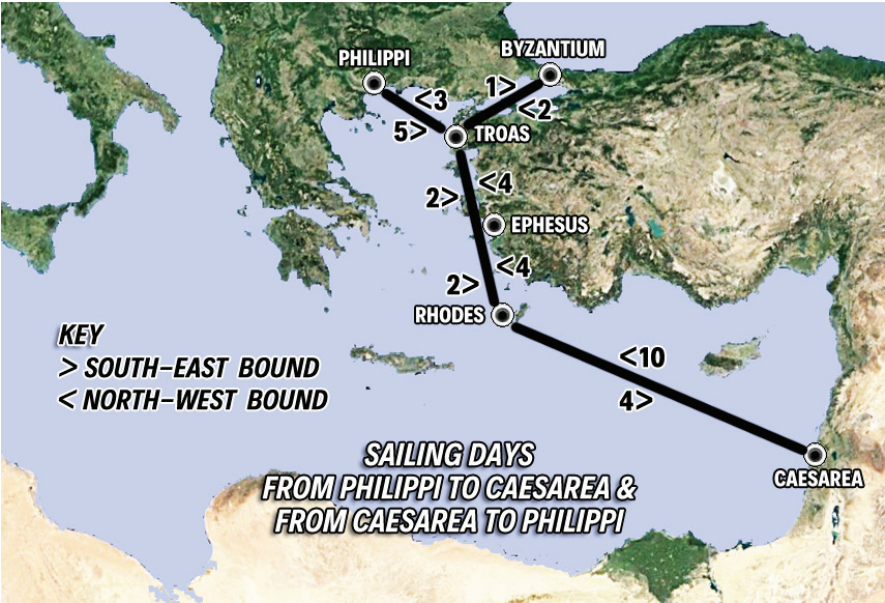 BYZANTIUM
PHILIPPI
1>
<3
<2
5>
TROAS
<4
2>
EPHESUS
<4
2>
RHODES
KEY
> SOUTH-EAST BOUND
< NORTH-WEST BOUND
<10
4>
CAESAREA
SAILING DAYS
FROM PHILIPPI TO CAESAREA &
FROM CAESAREA TO PHILIPPI